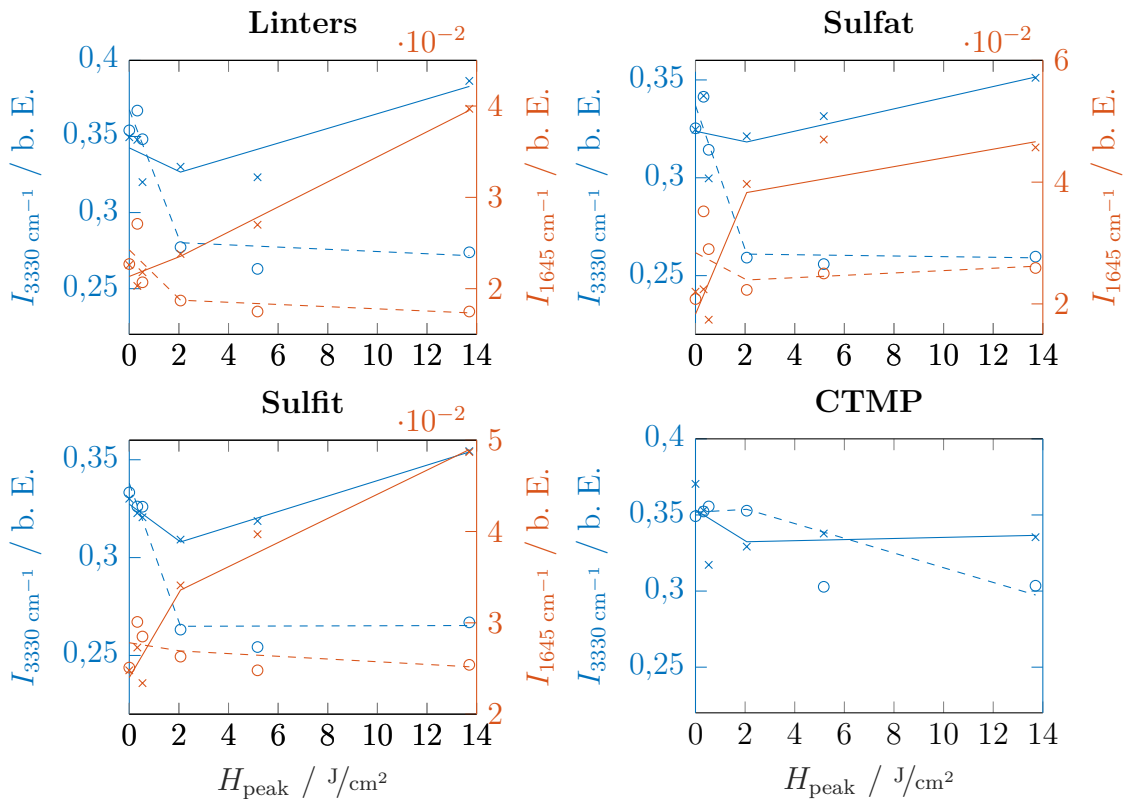 Linters
·10⁻²
0,4
0,35
0,3
0,25
4
3
2
I3330 cm⁻¹ / b. E.
I1645 cm⁻¹ / b. E.
0 2 4 6 8 10 12 14
Sulfat
·10⁻²
0,35
0,3
0,25
6
4
2
I3330 cm⁻¹ / b. E.
I1645 cm⁻¹ / b. E.
0 2 4 6 8 10 12 14
Sulfit
·10⁻²
0,35
0,3
0,25
5
4
3
2
I3330 cm⁻¹ / b. E.
I1645 cm⁻¹ / b. E.
0 2 4 6 8 10 12 14
Hpeak / J/cm²
CTMP
0,4
0,35
0,3
0,25
I3330 cm⁻¹ / b. E.
0 2 4 6 8 10 12 14
Hpeak / J/cm²